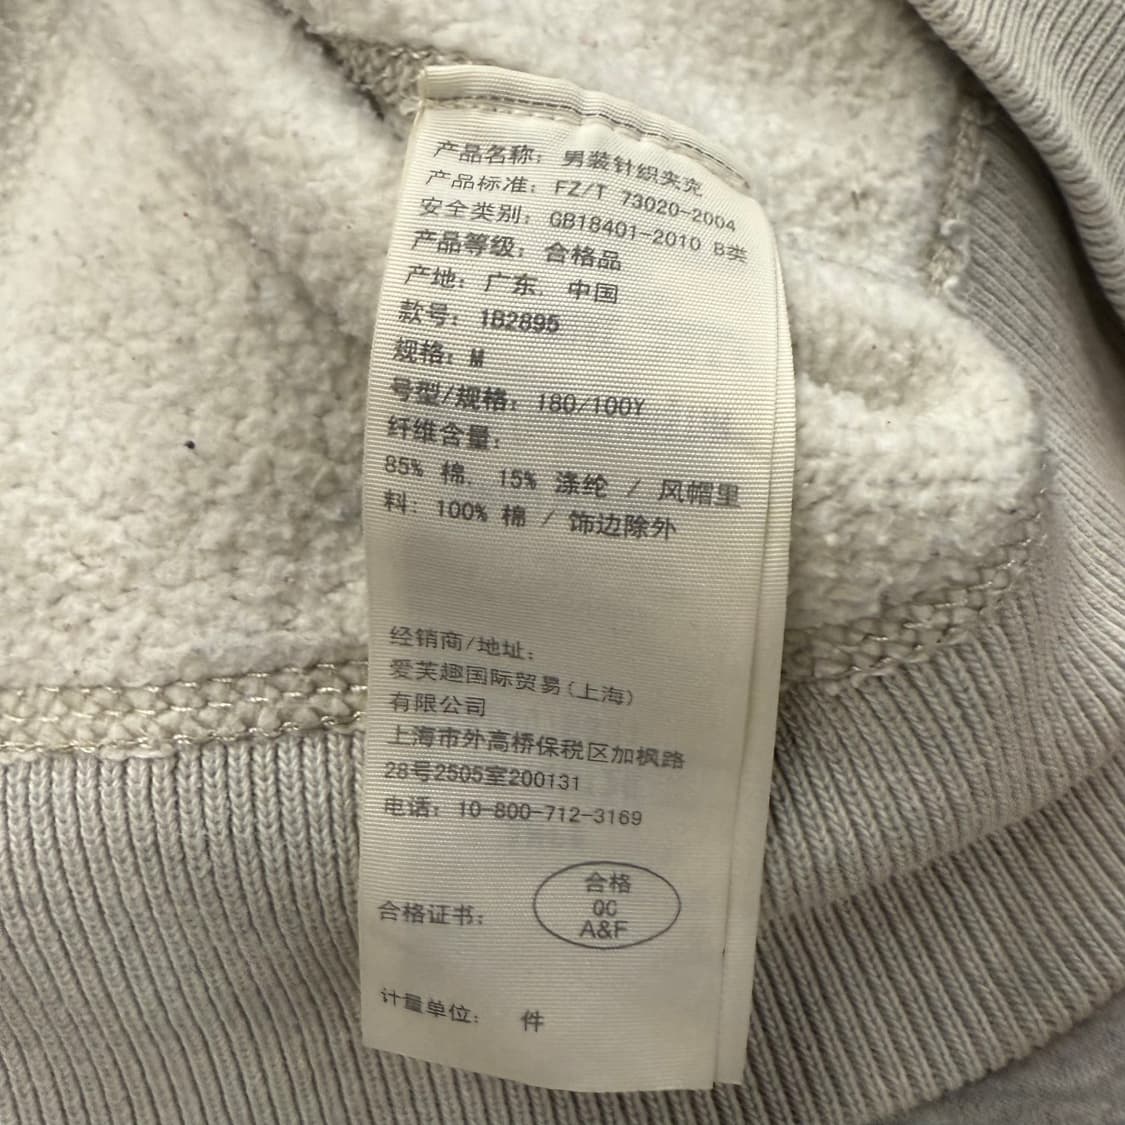 产品名称: 男装针织夹克
产品标准: FZ/T 73020-2004
安全类别: GB18401-2010 B类
产品等级: 合格品
产地: 广东, 中国
款号: 182895
规格: M
号型/规格: 180/100Y
纤维含量:
85% 棉, 15% 涤纶 / 风帽里
料: 100% 棉 / 饰边除外
经销商/地址:
爱芙趣国际贸易(上海)
有限公司
上海市外高桥保税区加枫路
28号2505室200131
电话: 10-800-712-3169
合格证书:
合格
00
A&F
计量单位: 件